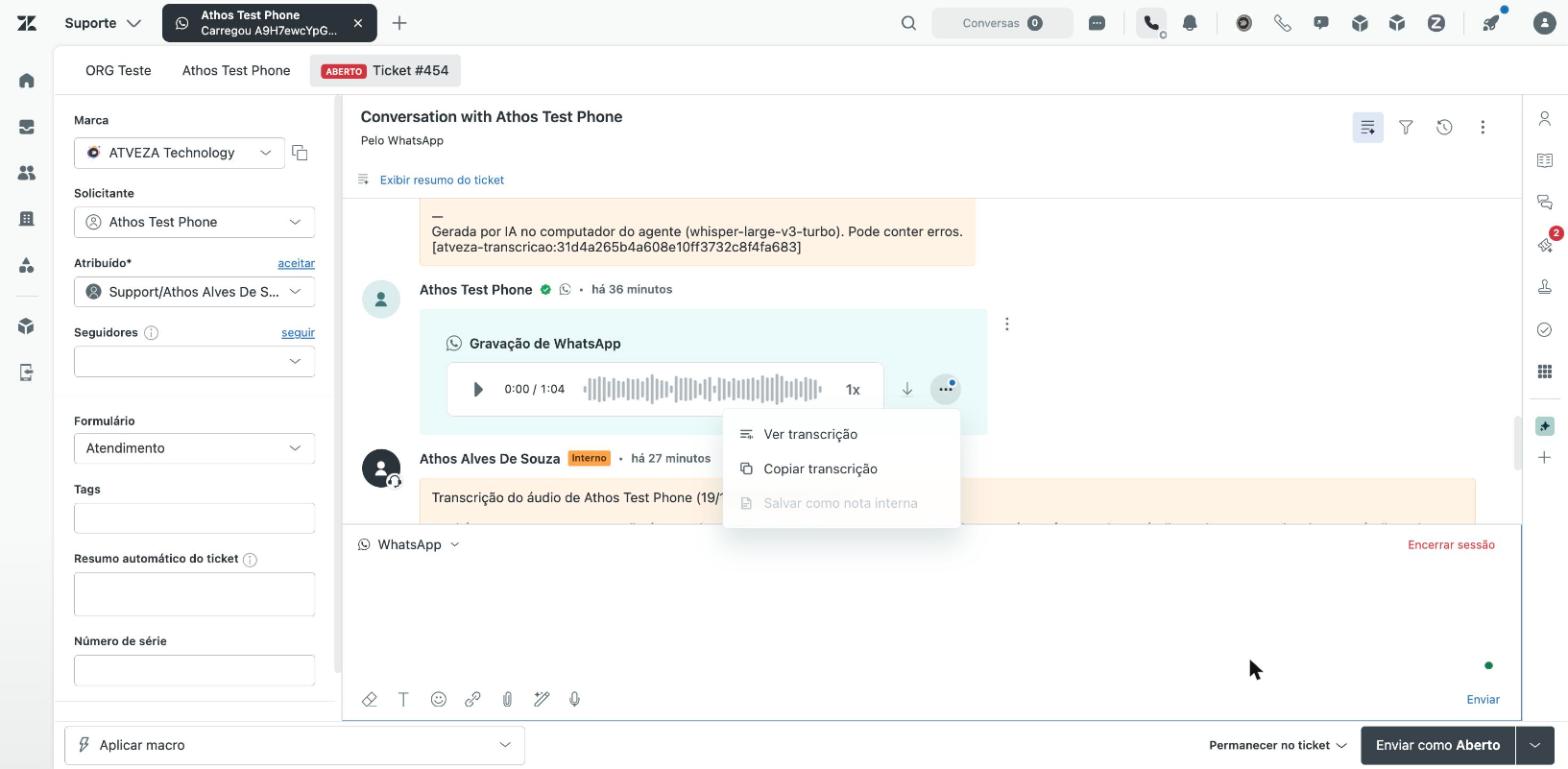 Suporte
Athos Test Phone
Carregou A9H7ewcYpG...
Conversas 0
ORG Teste
Athos Test Phone
ABERTO Ticket #454
Marca
ATVEZA Technology
Solicitante
Athos Test Phone
Atribuído* aceitar
Support/Athos Alves De S...
Seguidores seguir
Formulário
Atendimento
Tags
Resumo automático do ticket
Número de série
Conversation with Athos Test Phone
Pelo WhatsApp
Exibir resumo do ticket
—
Gerada por IA no computador do agente (whisper-large-v3-turbo). Pode conter erros.
[atveza-transcricao:31d4a265b4a608e10ff3732c8f4fa683]
Athos Test Phone • há 36 minutos
Gravação de WhatsApp
0:00 / 1:04 1x
Ver transcrição
Copiar transcrição
Salvar como nota interna
Athos Alves De Souza Interno • há 27 minutos
Transcrição do áudio de Athos Test Phone
WhatsApp
Encerrar sessão
Enviar
2
Aplicar macro
Permanecer no ticket
Enviar como Aberto